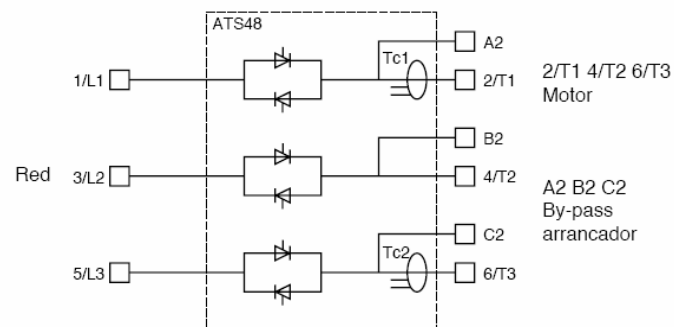 ATS48
A2
Tc1
1/L1
2/T1
2/T1 4/T2 6/T3
Motor
B2
Red
3/L2
4/T2
A2 B2 C2
By-pass
arrancador
C2
Tc2
5/L3
6/T3